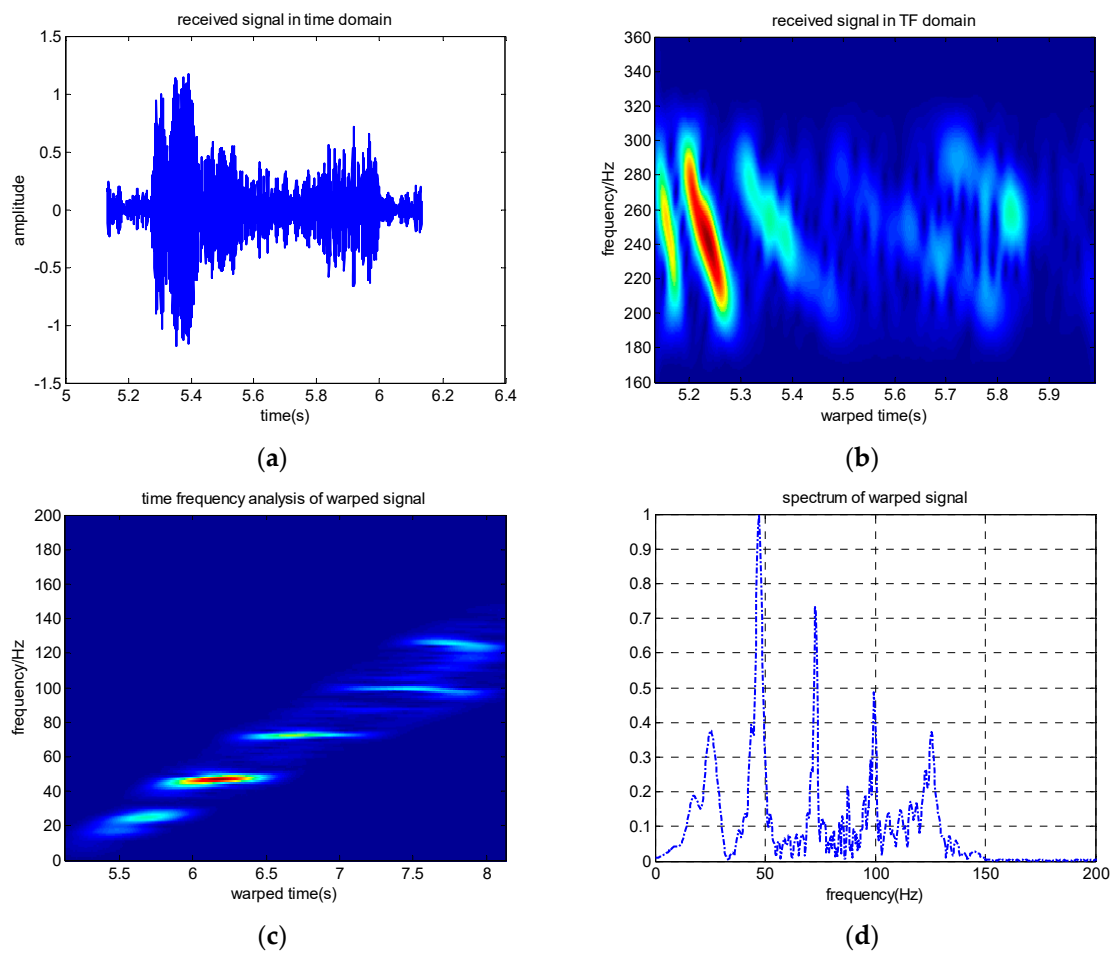 received signal in time domain
1.5
1
0.5
0
-0.5
-1
-1.5
amplitude
5 5.2 5.4 5.6 5.8 6 6.2 6.4
time(s)
(a)
received signal in TF domain
360
340
320
300
280
260
240
220
200
180
160
frequency/Hz
5.2 5.3 5.4 5.5 5.6 5.7 5.8 5.9
warped time(s)
(b)
time frequency analysis of warped signal
200
180
160
140
120
100
80
60
40
20
0
frequency/Hz
5.5 6 6.5 7 7.5 8
warped time(s)
(c)
spectrum of warped signal
1
0.9
0.8
0.7
0.6
0.5
0.4
0.3
0.2
0.1
0
0 50 100 150 200
frequency(Hz)
(d)